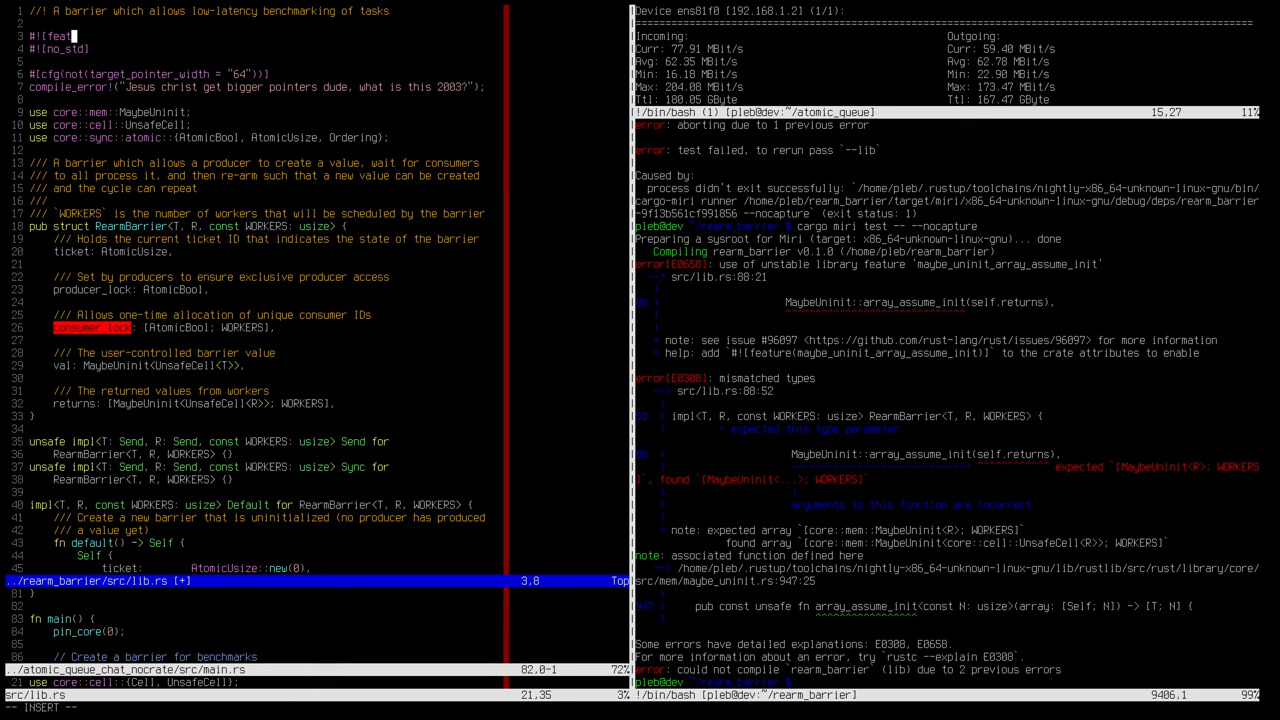 1 //! A barrier which allows low-latency benchmarking of tasks
2
3 #![feat
4 #![no_std]
5
6 #[cfg(not(target_pointer_width = "64"))]
7 compile_error!("Jesus christ get bigger pointers dude, what is this 2003?");
8
9 use core::mem::MaybeUninit;
10 use core::cell::UnsafeCell;
11 use core::sync::atomic::{AtomicBool, AtomicUsize, Ordering};
12
13 /// A barrier which allows a producer to create a value, wait for consumers
14 /// to all process it, and then re-arm such that a new value can be created
15 /// and the cycle can repeat
16 ///
17 /// `WORKERS` is the number of workers that will be scheduled by the barrier
18 pub struct RearmBarrier<T, R, const WORKERS: usize> {
19 /// Holds the current ticket ID that indicates the state of the barrier
20 ticket: AtomicUsize,
21
22 /// Set by producers to ensure exclusive producer access
23 producer_lock: AtomicBool,
24
25 /// Allows one-time allocation of unique consumer IDs
26 consumer_lock: [AtomicBool; WORKERS],
27
28 /// The user-controlled barrier value
29 val: MaybeUninit<UnsafeCell<T>>,
30
31 /// The returned values from workers
32 returns: [MaybeUninit<UnsafeCell<R>>; WORKERS],
33 }
34
35 unsafe impl<T: Send, R: Send, const WORKERS: usize> Send for
36 RearmBarrier<T, R, WORKERS> {}
37 unsafe impl<T: Send, R: Send, const WORKERS: usize> Sync for
38 RearmBarrier<T, R, WORKERS> {}
39
40 impl<T, R, const WORKERS: usize> Default for RearmBarrier<T, R, WORKERS> {
41 /// Create a new barrier that is uninitialized (no producer has produced
42 /// a value yet)
43 fn default() -> Self {
44 Self {
45 ticket: AtomicUsize::new(0),
../rearm_barrier/src/lib.rs [+] 3,8 Top
81 }
82
83 fn main() {
84 pin_core(0);
85
86 // Create a barrier for benchmarks
../atomic_queue_chat_nocrate/src/main.rs 82,0-1 72%
21 use core::cell::{Cell, UnsafeCell};
src/lib.rs 21,35 3%
-- INSERT --
Device ens81f0 [192.168.1.2] (1/1):
Incoming: Outgoing:
Curr: 77.91 MBit/s Curr: 59.40 MBit/s
Avg: 62.35 MBit/s Avg: 62.78 MBit/s
Min: 16.18 MBit/s Min: 22.90 MBit/s
Max: 204.08 MBit/s Max: 173.47 MBit/s
Ttl: 180.05 GByte Ttl: 167.47 GByte
!/bin/bash (1) [pleb@dev:~/atomic_queue] 15,27 11%
error: aborting due to 1 previous error

error: test failed, to rerun pass `--lib`

Caused by:
process didn't exit successfully: `/home/pleb/.rustup/toolchains/nightly-x86_64-unknown-linux-gnu/bin/
cargo-miri runner /home/pleb/rearm_barrier/target/miri/x86_64-unknown-linux-gnu/debug/deps/rearm_barrier
-9f13b561cf991856 --nocapture` (exit status: 1)
pleb@dev ~/rearm_barrier $ cargo miri test -- --nocapture
Preparing a sysroot for Miri (target: x86_64-unknown-linux-gnu)... done
Compiling rearm_barrier v0.1.0 (/home/pleb/rearm_barrier)
error[E0658]: use of unstable library feature 'maybe_uninit_array_assume_init'
--> src/lib.rs:88:21
|
88 | MaybeUninit::array_assume_init(self.returns),
| ^^^^^^^^^^^^^^^^^^^^^^^^^^^^^^
|
= note: see issue #96097 <https://github.com/rust-lang/rust/issues/96097> for more information
= help: add `#![feature(maybe_uninit_array_assume_init)]` to the crate attributes to enable

error[E0308]: mismatched types
--> src/lib.rs:88:52
|
53 | impl<T, R, const WORKERS: usize> RearmBarrier<T, R, WORKERS> {
| - expected this type parameter
...
88 | MaybeUninit::array_assume_init(self.returns),
| ------------------------------ ^^^^^^^^^^^^ expected `[MaybeUninit<R>; WORKERS
]`, found `[MaybeUninit<...>; WORKERS]`
| |
| arguments to this function are incorrect
|
= note: expected array `[core::mem::MaybeUninit<R>; WORKERS]`
found array `[core::mem::MaybeUninit<core::cell::UnsafeCell<R>>; WORKERS]`
note: associated function defined here
--> /home/pleb/.rustup/toolchains/nightly-x86_64-unknown-linux-gnu/lib/rustlib/src/rust/library/core/
src/mem/maybe_uninit.rs:947:25
|
947 | pub const unsafe fn array_assume_init<const N: usize>(array: [Self; N]) -> [T; N] {
| ^^^^^^^^^^^^^^^^^

Some errors have detailed explanations: E0308, E0658.
For more information about an error, try `rustc --explain E0308`.
error: could not compile `rearm_barrier` (lib) due to 2 previous errors
pleb@dev ~/rearm_barrier $
!/bin/bash [pleb@dev:~/rearm_barrier] 9406,1 99%